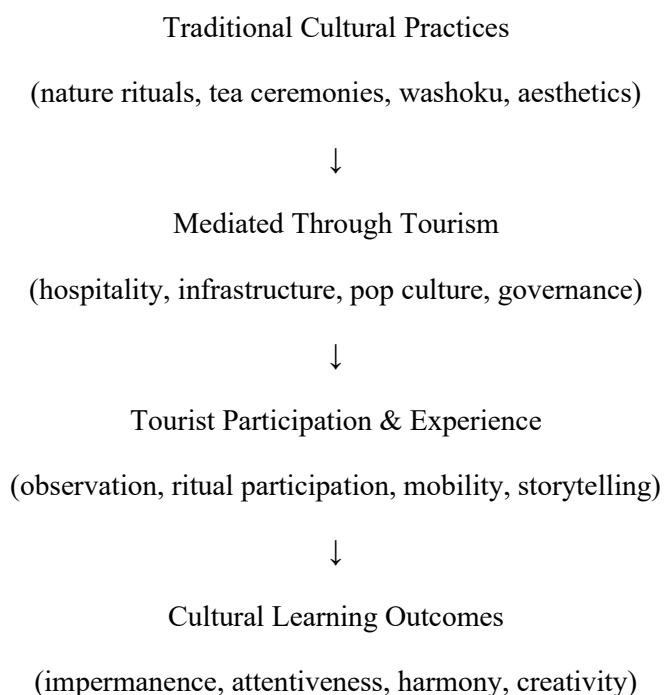 Traditional Cultural Practices
(nature rituals, tea ceremonies, washoku, aesthetics)
↓
Mediated Through Tourism
(hospitality, infrastructure, pop culture, governance)
↓
Tourist Participation & Experience
(observation, ritual participation, mobility, storytelling)
↓
Cultural Learning Outcomes
(impermanence, attentiveness, harmony, creativity)